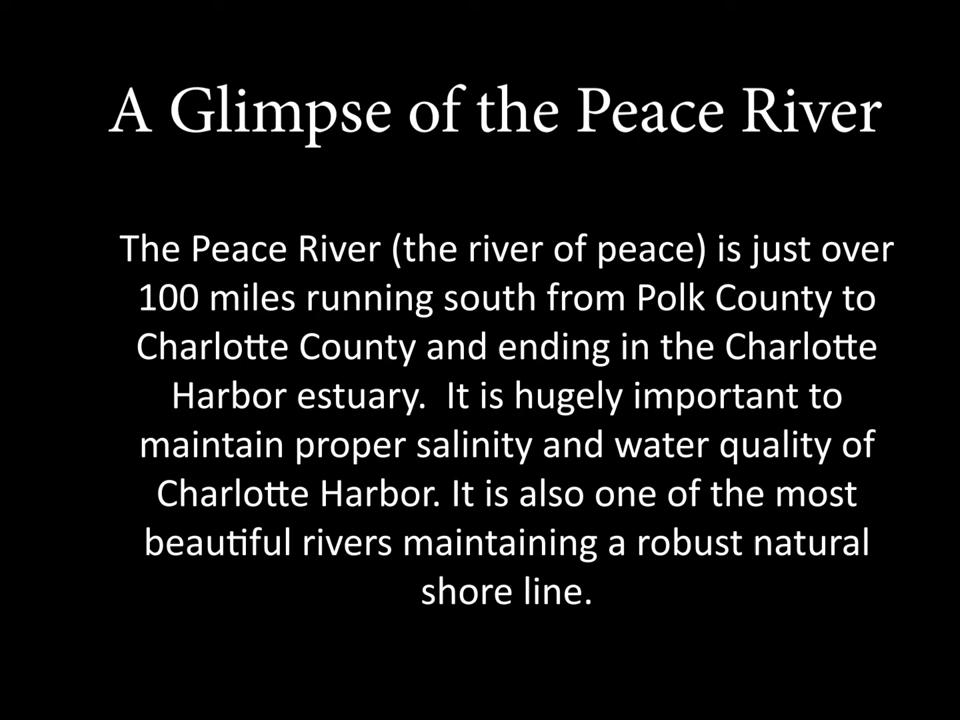 A Glimpse of the Peace River
The Peace River (the river of peace) is just over
100 miles running south from Polk County to
Charlotte County and ending in the Charlotte
Harbor estuary.  It is hugely important to
maintain proper salinity and water quality of
Charlotte Harbor. It is also one of the most
beautiful rivers maintaining a robust natural
shore line.